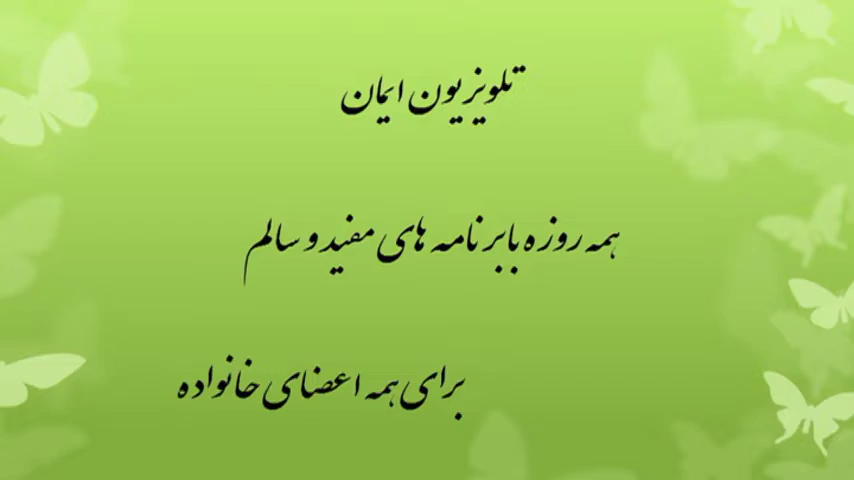 تلویزیون ایمان
همه روزه با برنامه های مفید و سالم
برای همه اعضای خانواده